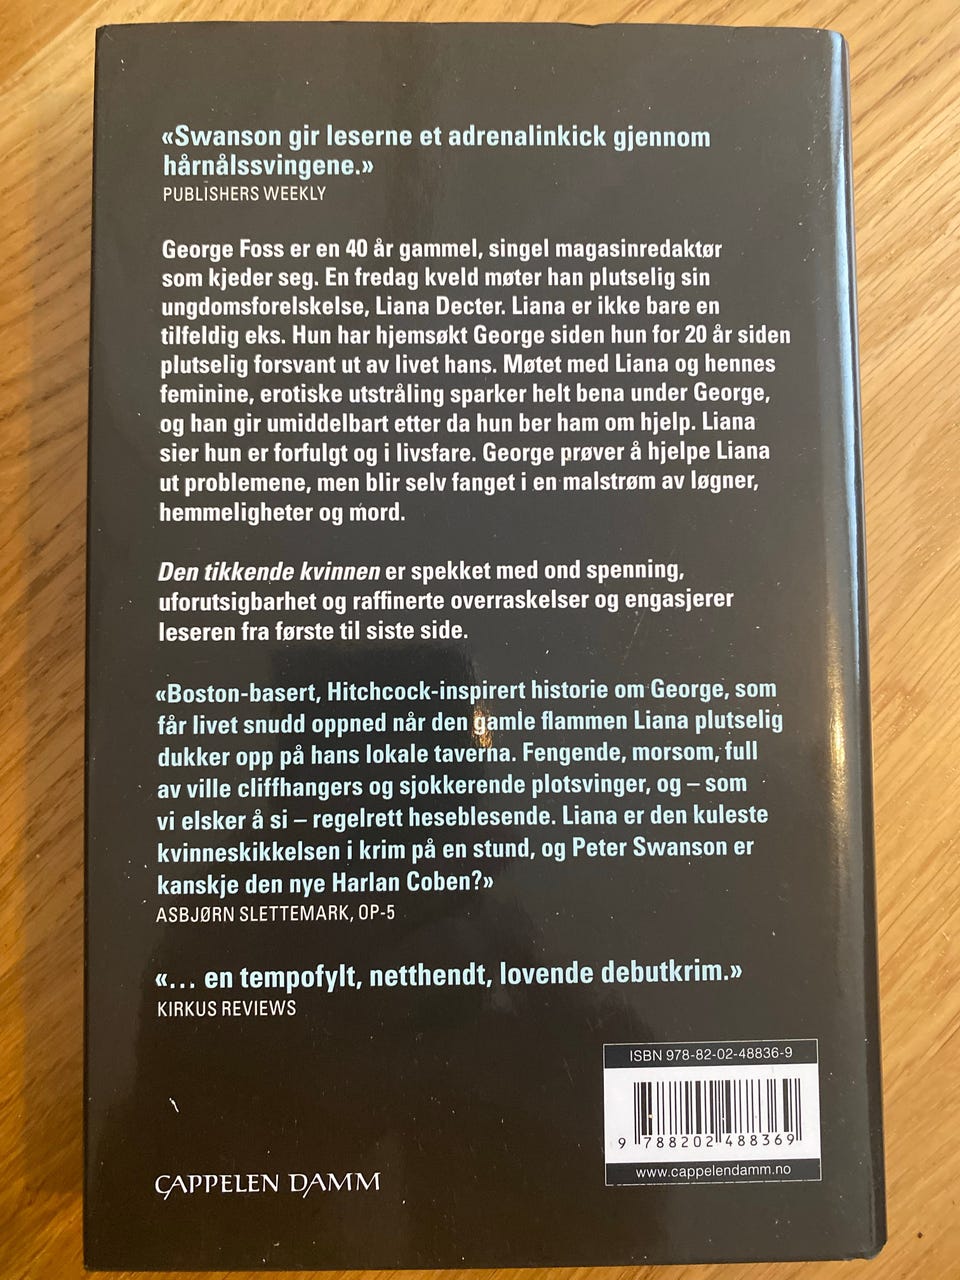 «Swanson gir leserne et adrenalinkick gjennom
hårnålssvingene.»
PUBLISHERS WEEKLY
George Foss er en 40 år gammel, singel magasinredaktør
som kjeder seg. En fredag kveld møter han plutselig sin
ungdomsforelskelse, Liana Decter. Liana er ikke bare en
tilfeldig eks. Hun har hjemsøkt George siden hun for 20 år siden
plutselig forsvant ut av livet hans. Møtet med Liana og hennes
feminine, erotiske utstråling sparker helt bena under George,
og han gir umiddelbart etter da hun ber ham om hjelp. Liana
sier hun er forfulgt og i livsfare. George prøver å hjelpe Liana
ut problemene, men blir selv fanget i en malstrøm av løgner,
hemmeligheter og mord.
Den tikkende kvinnen er spekket med ond spenning,
uforutsigbarhet og raffinerte overraskelser og engasjerer
leseren fra første til siste side.
«Boston-basert, Hitchcock-inspirert historie om George, som
får livet snudd oppned når den gamle flammen Liana plutselig
dukker opp på hans lokale taverna. Fengende, morsom, full
av ville cliffhangers og sjokkerende plotsvinger, og – som
vi elsker å si – regelrett heseblesende. Liana er den kuleste
kvinneskikkelsen i krim på en stund, og Peter Swanson er
kanskje den nye Harlan Coben?»
ASBJØRN SLETTEMARK, OP-5
«... en tempofylt, netthendt, lovende debutkrim.»
KIRKUS REVIEWS
ISBN 978-82-02-48836-9
9 788202 488369
www.cappelendamm.no
CAPPELEN DAMM